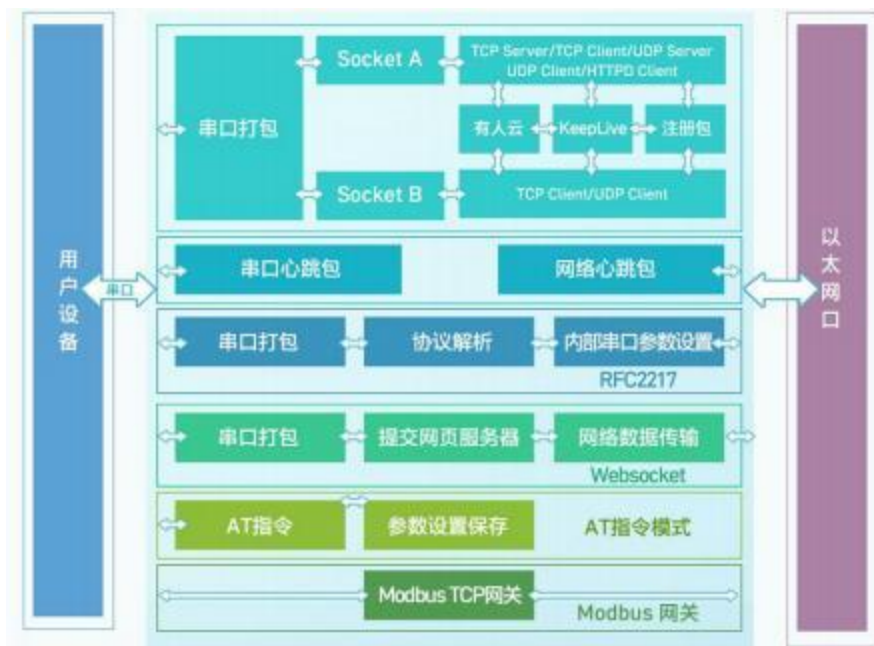 用户设备
串口
串口打包
Socket A
TCP Server/TCP Client/UDP Server
UDP Client/HTTPD Client
有人云
KeepLive
注册包
Socket B
TCP Client/UDP Client
串口心跳包
网络心跳包
串口打包
协议解析
内部串口参数设置
RFC2217
串口打包
提交网页服务器
网络数据传输
Websocket
AT指令
参数设置保存
AT指令模式
Modbus TCP网关
Modbus 网关
以太网口